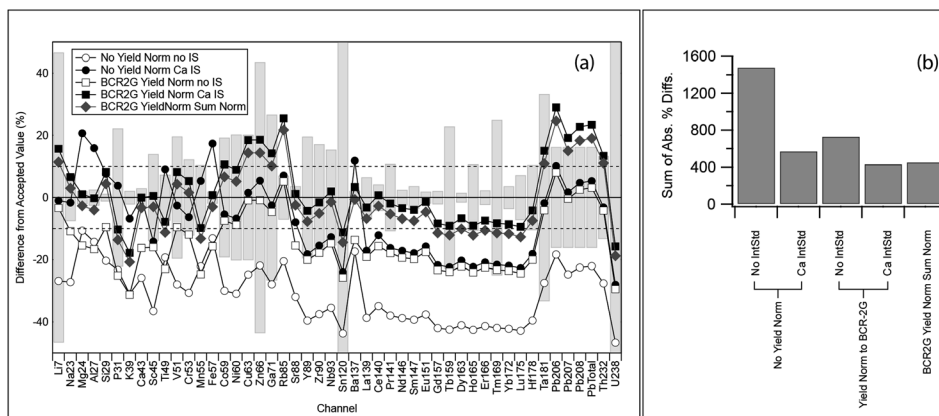 (a)
No Yield Norm no IS
No Yield Norm Ca IS
BCR2G Yield Norm no IS
BCR2G Yield Norm Ca IS
BCR2G YieldNorm Sum Norm
Difference from Accepted Value (%)
40
20
0
-20
-40
Li7
Na23
Mg24
Al27
Si29
P31
K39
Ca43
Sc45
Ti49
V51
Cr53
Mn55
Fe57
Co59
Ni60
Cu63
Zn66
Ga71
Rb85
Sr88
Y89
Zr90
Nb93
Sn120
Ba137
La139
Ce140
Pr141
Nd146
Sm147
Eu151
Gd157
Tb159
Dy163
Ho165
Er166
Tm169
Yb172
Lu175
Hf178
Ta181
Pb206
Pb207
Pb208
PbTotal
Th232
U238
Channel
(b)
Sum of Abs. % Diffs.
1600
1200
800
400
0
No IntStd
Ca IntStd
No IntStd
Ca IntStd
BCR2G Yield Norm Sum Norm
No Yield Norm
Yield Norm to BCR-2G